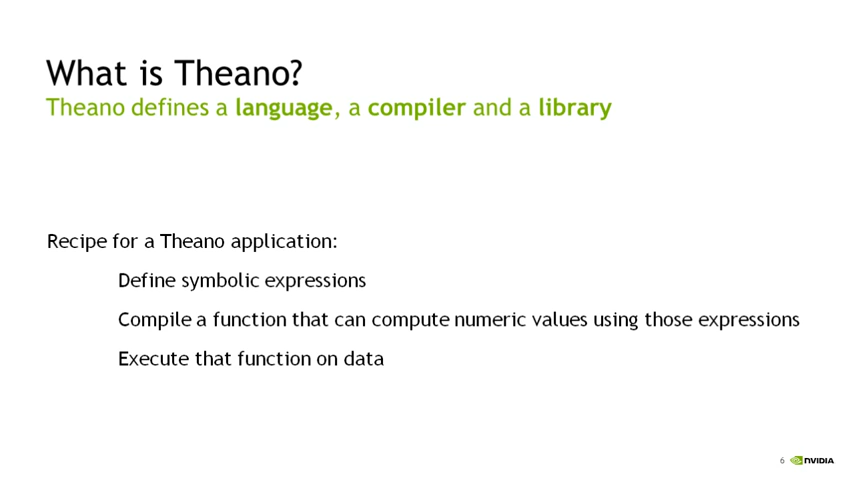 What is Theano?
Theano defines a language, a compiler and a library
Recipe for a Theano application:
Define symbolic expressions
Compile a function that can compute numeric values using those expressions
Execute that function on data
6 NVIDIA